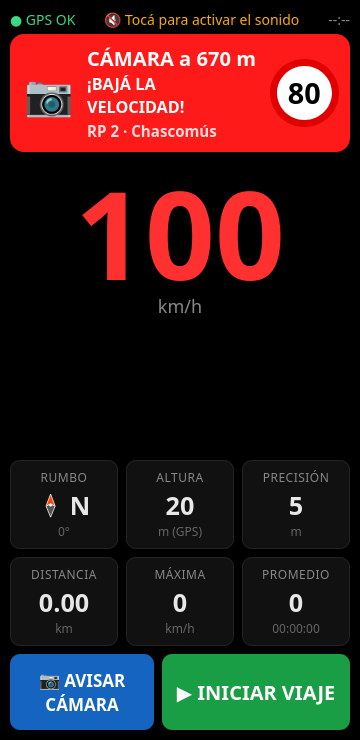 GPS OK
Tocá para activar el sonido
--:--
CÁMARA a 670 m
¡BAJÁ LA
VELOCIDAD!
RP 2 · Chascomús
80
100
km/h
RUMBO
N
0°
ALTURA
20
m (GPS)
PRECISIÓN
5
m
DISTANCIA
0.00
km
MÁXIMA
0
km/h
PROMEDIO
0
00:00:00
AVISAR
CÁMARA
▶ INICIAR VIAJE